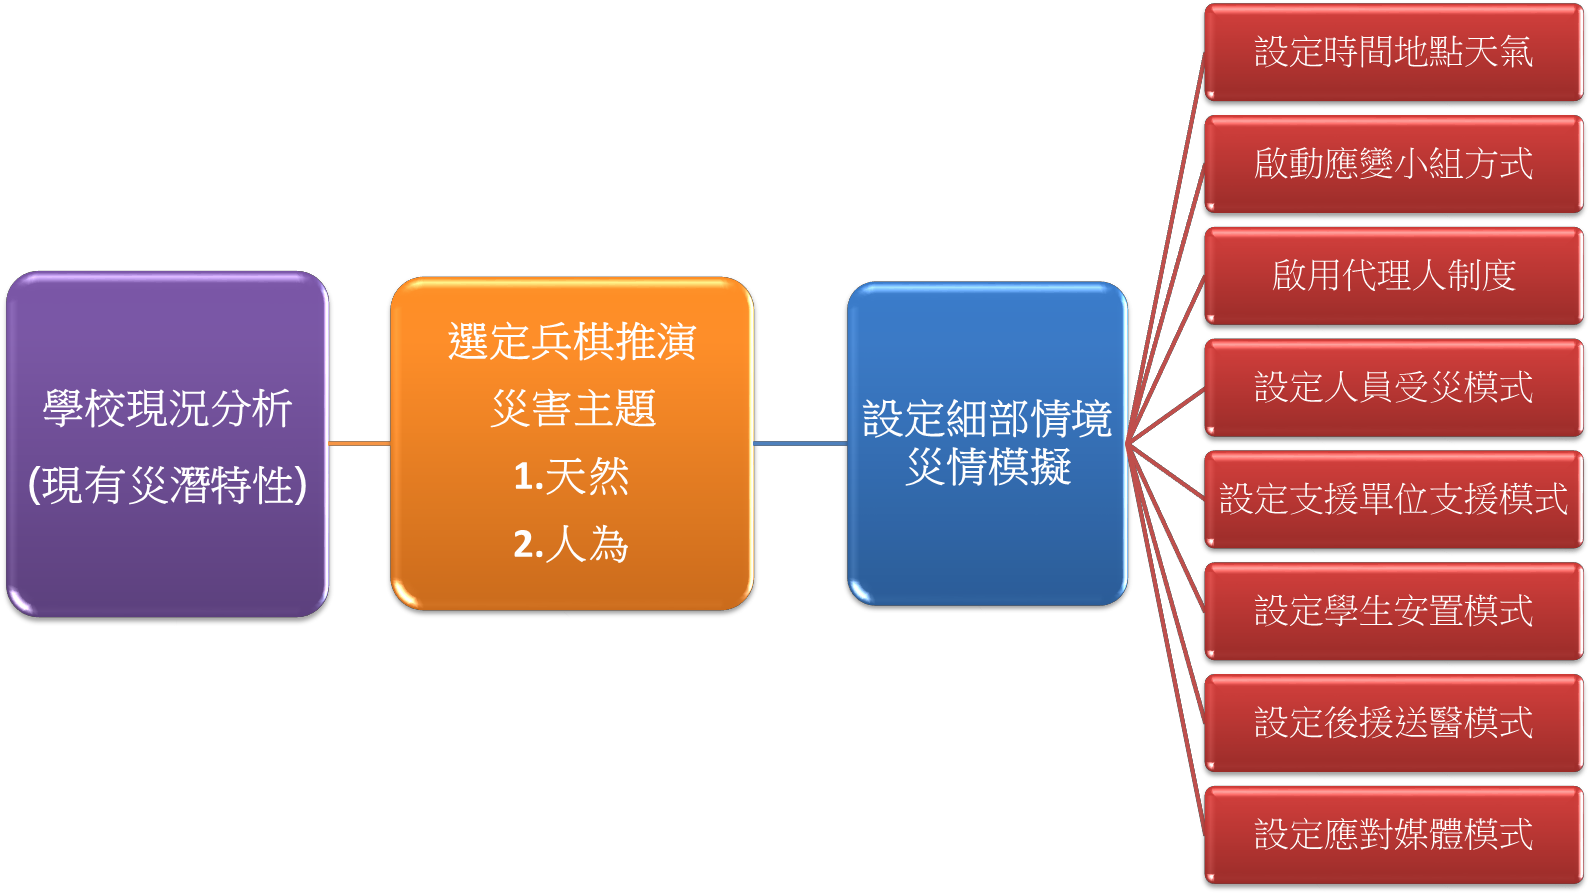 學校現況分析
(現有災潛特性)
選定兵棋推演
災害主題
1.天然
2.人為
設定細部情境
災情模擬
設定時間地點天氣
啟動應變小組方式
啟用代理人制度
設定人員受災模式
設定支援單位支援模式
設定學生安置模式
設定後援送醫模式
設定應對媒體模式